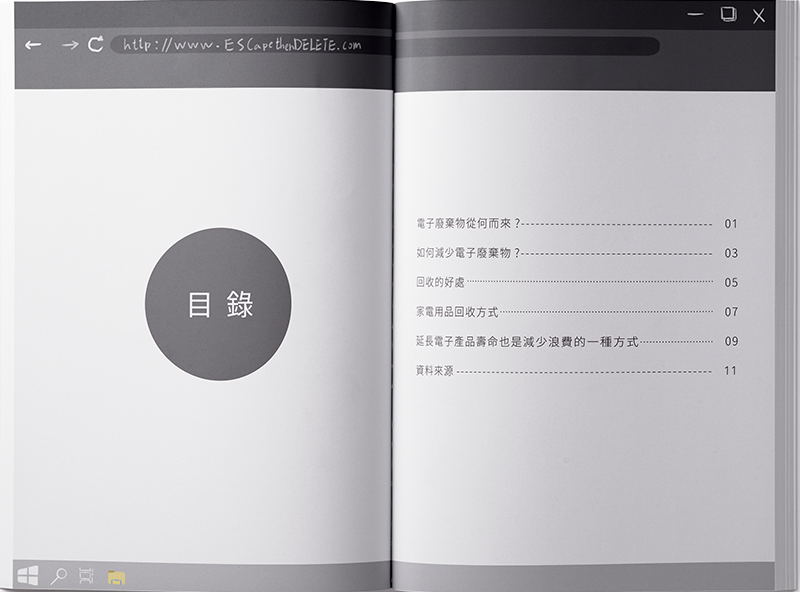 http://www.ESCapethenDELETE.com
目錄
電子廢棄物從何而來？ 01
如何減少電子廢棄物？ 03
回收的好處 05
家電用品回收方式 07
延長電子產品壽命也是減少浪費的一種方式 09
資料來源 11